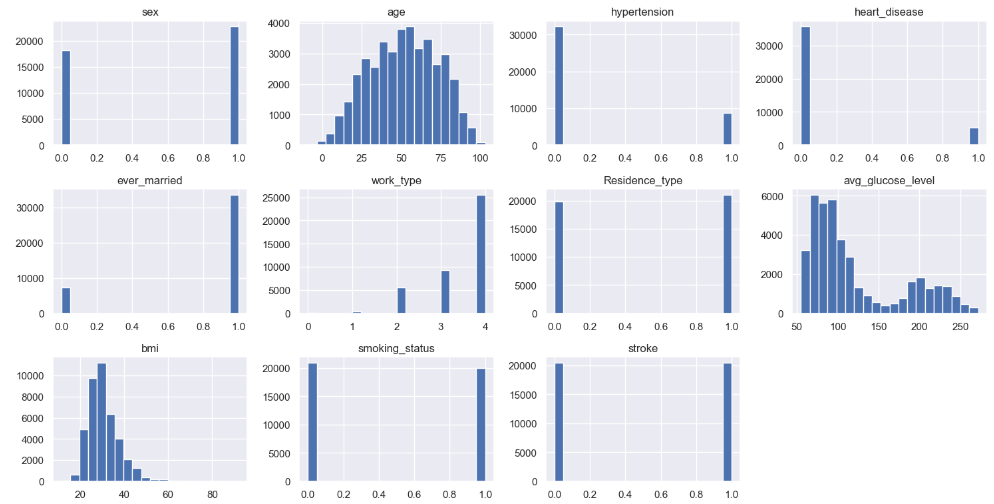 sex
20000
15000
10000
5000
0
0.0 0.2 0.4 0.6 0.8 1.0
age
4000
3000
2000
1000
0
0 25 50 75 100
hypertension
30000
20000
10000
0
0.0 0.2 0.4 0.6 0.8 1.0
heart_disease
30000
20000
10000
0
0.0 0.2 0.4 0.6 0.8 1.0
ever_married
30000
20000
10000
0
0.0 0.2 0.4 0.6 0.8 1.0
work_type
25000
20000
15000
10000
5000
0
0 1 2 3 4
Residence_type
20000
15000
10000
5000
0
0.0 0.2 0.4 0.6 0.8 1.0
avg_glucose_level
6000
4000
2000
0
50 100 150 200 250
bmi
10000
8000
6000
4000
2000
0
20 40 60 80
smoking_status
20000
15000
10000
5000
0
0.0 0.2 0.4 0.6 0.8 1.0
stroke
20000
15000
10000
5000
0
0.0 0.2 0.4 0.6 0.8 1.0